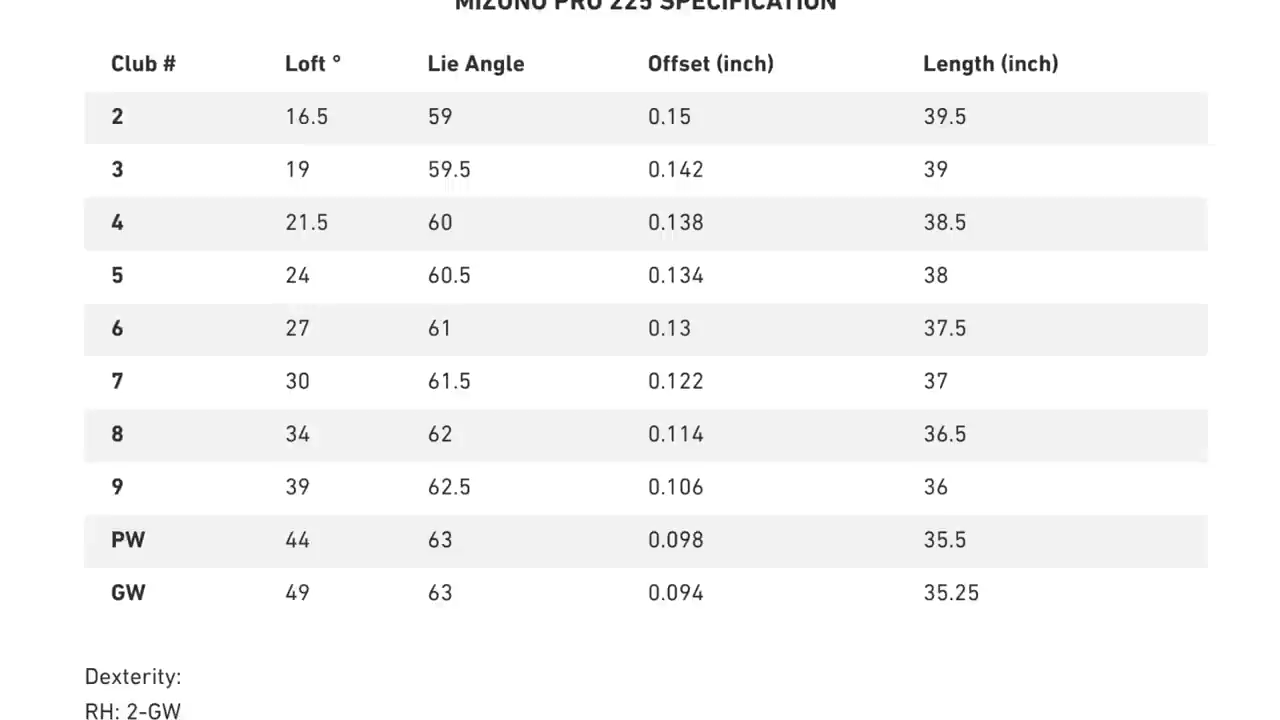 MIZUNO PRO 225 SPECIFICATION
Club # Loft ° Lie Angle Offset (inch) Length (inch)
2 16.5 59 0.15 39.5
3 19 59.5 0.142 39
4 21.5 60 0.138 38.5
5 24 60.5 0.134 38
6 27 61 0.13 37.5
7 30 61.5 0.122 37
8 34 62 0.114 36.5
9 39 62.5 0.106 36
PW 44 63 0.098 35.5
GW 49 63 0.094 35.25
Dexterity:
RH: 2-GW